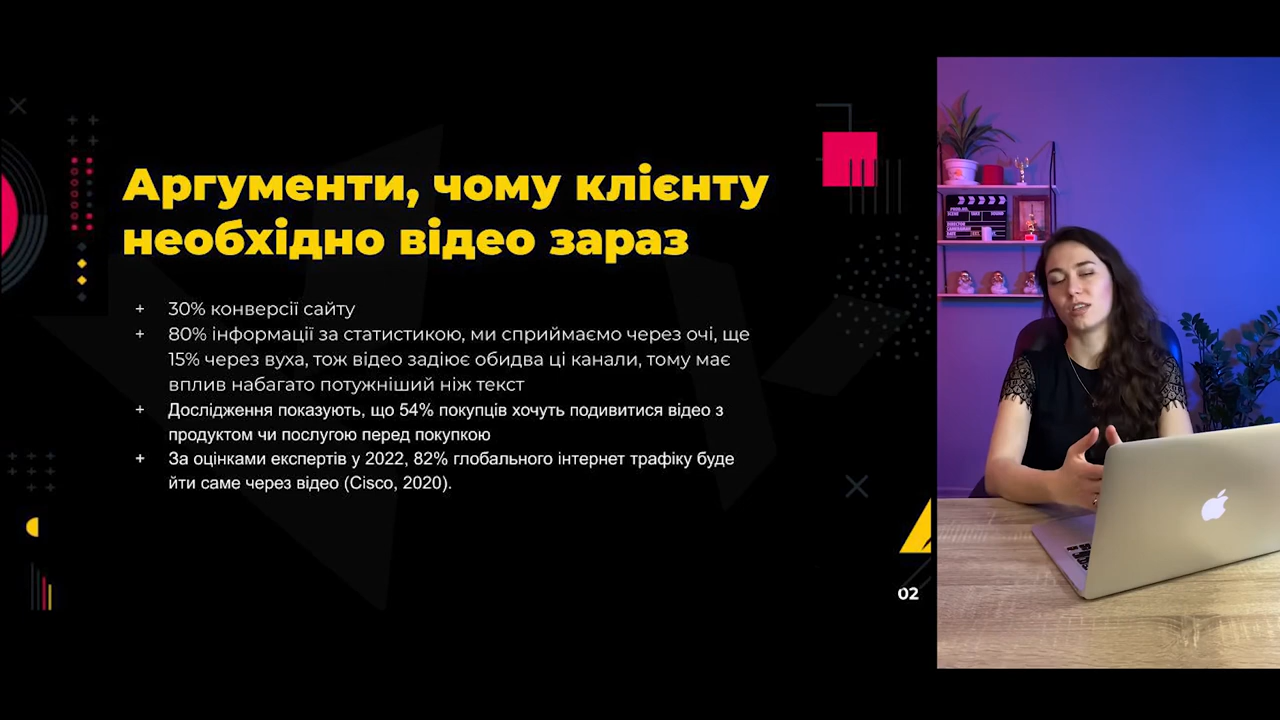 Аргументи, чому клієнту
необхідно відео зараз
+ 30% конверсії сайту
+ 80% інформації за статистикою, ми сприймаємо через очі, ще
15% через вуха, тож відео задіює обидва ці канали, тому має
вплив набагато потужніший ніж текст
+ Дослідження показують, що 54% покупців хочуть подивитися відео з
продуктом чи послугою перед покупкою
+ За оцінками експертів у 2022, 82% глобального інтернет трафіку буде
йти саме через відео (Cisco, 2020).
02